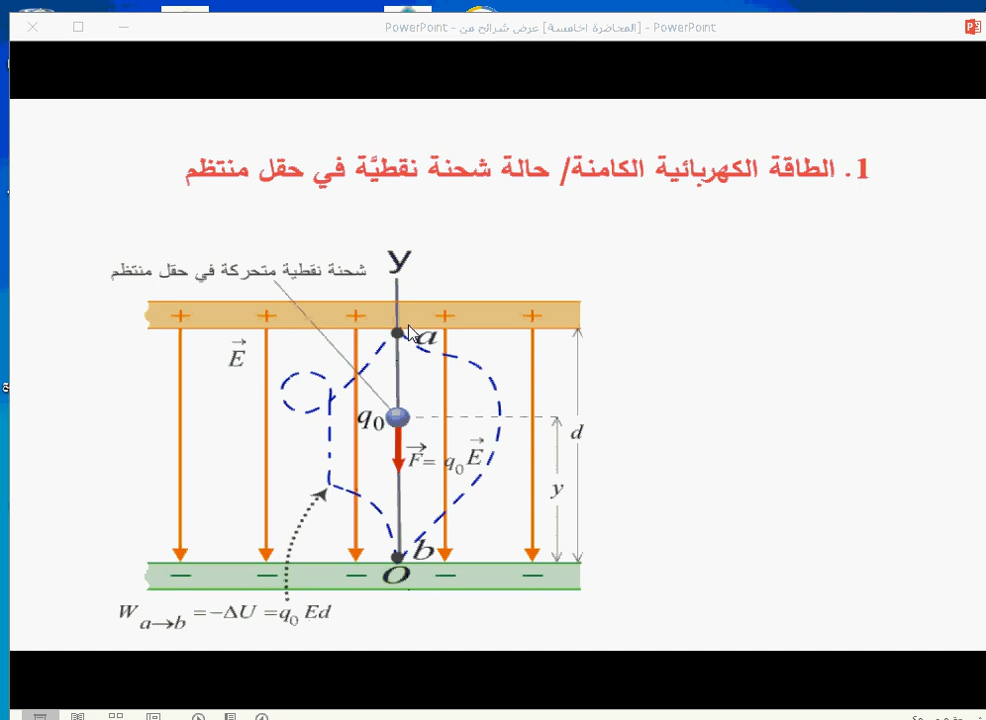 PowerPoint - [المحاضرة الخامسة] عرض شرائح من - PowerPoint
1. الطاقة الكهربائية الكامنة/ حالة شحنة نقطيَّة في حقل منتظم
شحنة نقطية متحركة في حقل منتظم
y
+ + + + +
a
E
q₀
F = q₀ E
d
y
b
− − − − −
O
W a→b = −ΔU = q₀ Ed